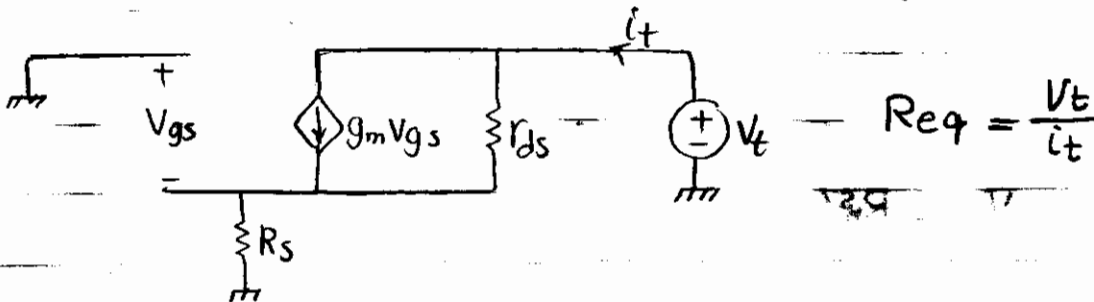 it
+
Vgs
-
gmVgs
rds
+
-
Vt
Req = Vt/it
Rs